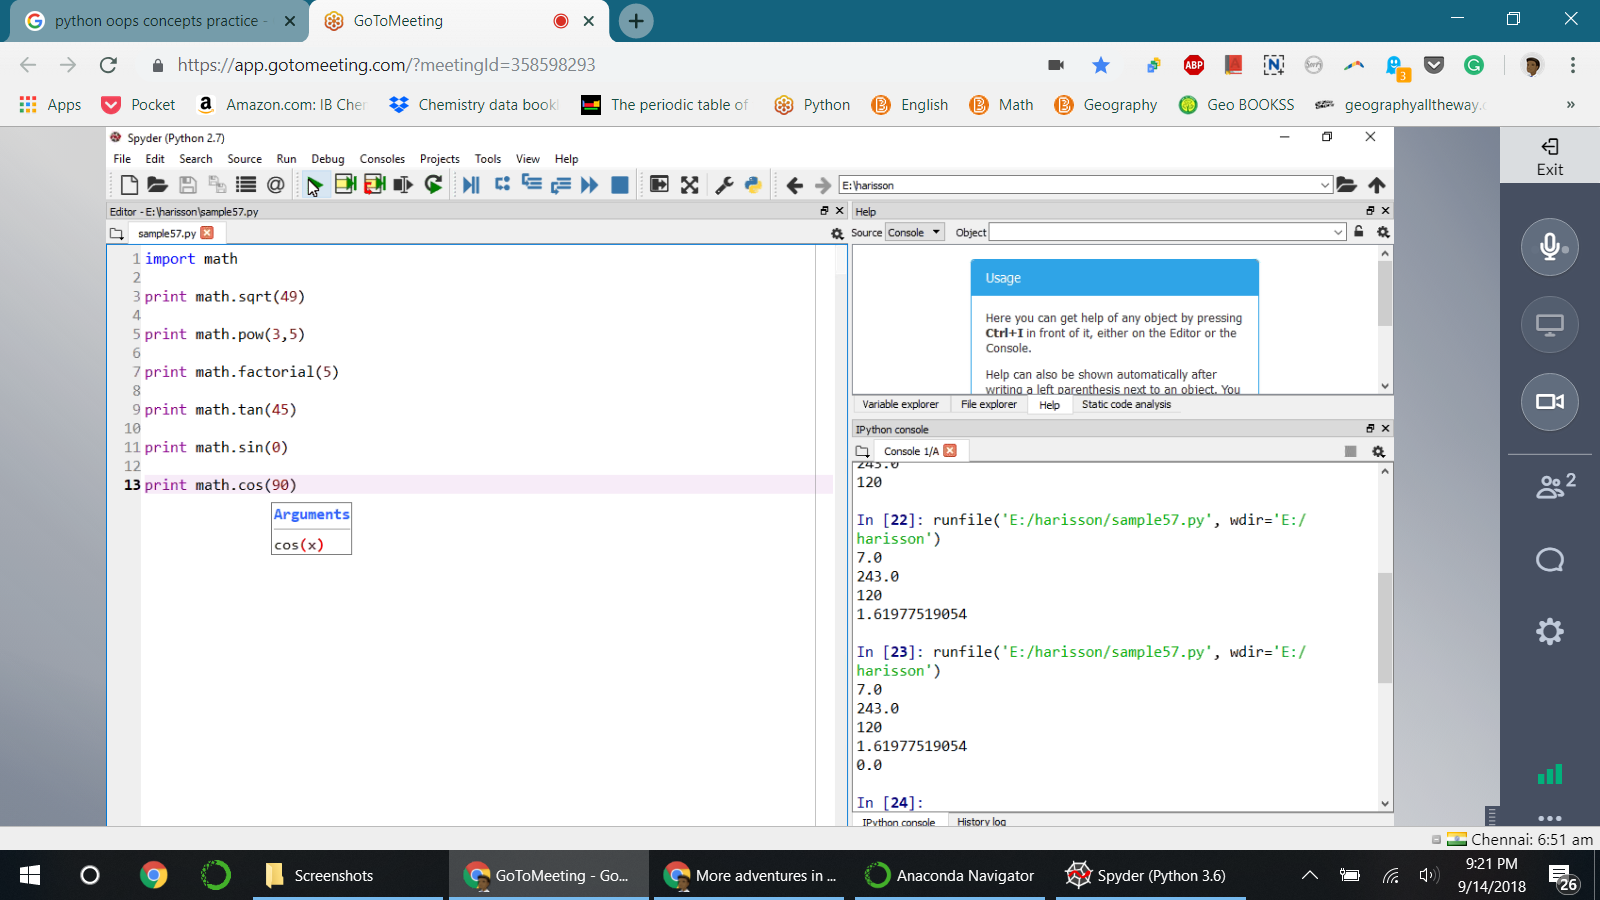 python oops concepts practice -
GoToMeeting
https://app.gotomeeting.com/?meetingId=358598293
ABP
N
3
G
Apps
Pocket
Amazon.com: IB Cher
Chemistry data book
The periodic table of
Python
English
Math
Geography
Geo BOOKSS
geographyalltheway.c
»
Spyder (Python 2.7)
File Edit Search Source Run Debug Consoles Projects Tools View Help
E:\harisson
Editor - E:\harisson\sample57.py
Help
sample57.py
Source Console Object
1 import math
2
3 print math.sqrt(49)
4
5 print math.pow(3,5)
6
7 print math.factorial(5)
8
9 print math.tan(45)
10
11 print math.sin(0)
12
13 print math.cos(90)
Arguments
cos(x)
Usage
Here you can get help of any object by pressing
Ctrl+I in front of it, either on the Editor or the
Console.
Help can also be shown automatically after
writing a left parenthesis next to an object. You
Variable explorer File explorer Help Static code analysis
IPython console
Console 1/A
243.0
120
In [22]: runfile('E:/harisson/sample57.py', wdir='E:/
harisson')
7.0
243.0
120
1.61977519054
In [23]: runfile('E:/harisson/sample57.py', wdir='E:/
harisson')
7.0
243.0
120
1.61977519054
0.0
In [24]:
IPython console History log
Exit
2
Chennai: 6:51 am
Screenshots
GoToMeeting - Go...
More adventures in ...
Anaconda Navigator
Spyder (Python 3.6)
9:21 PM
9/14/2018
26